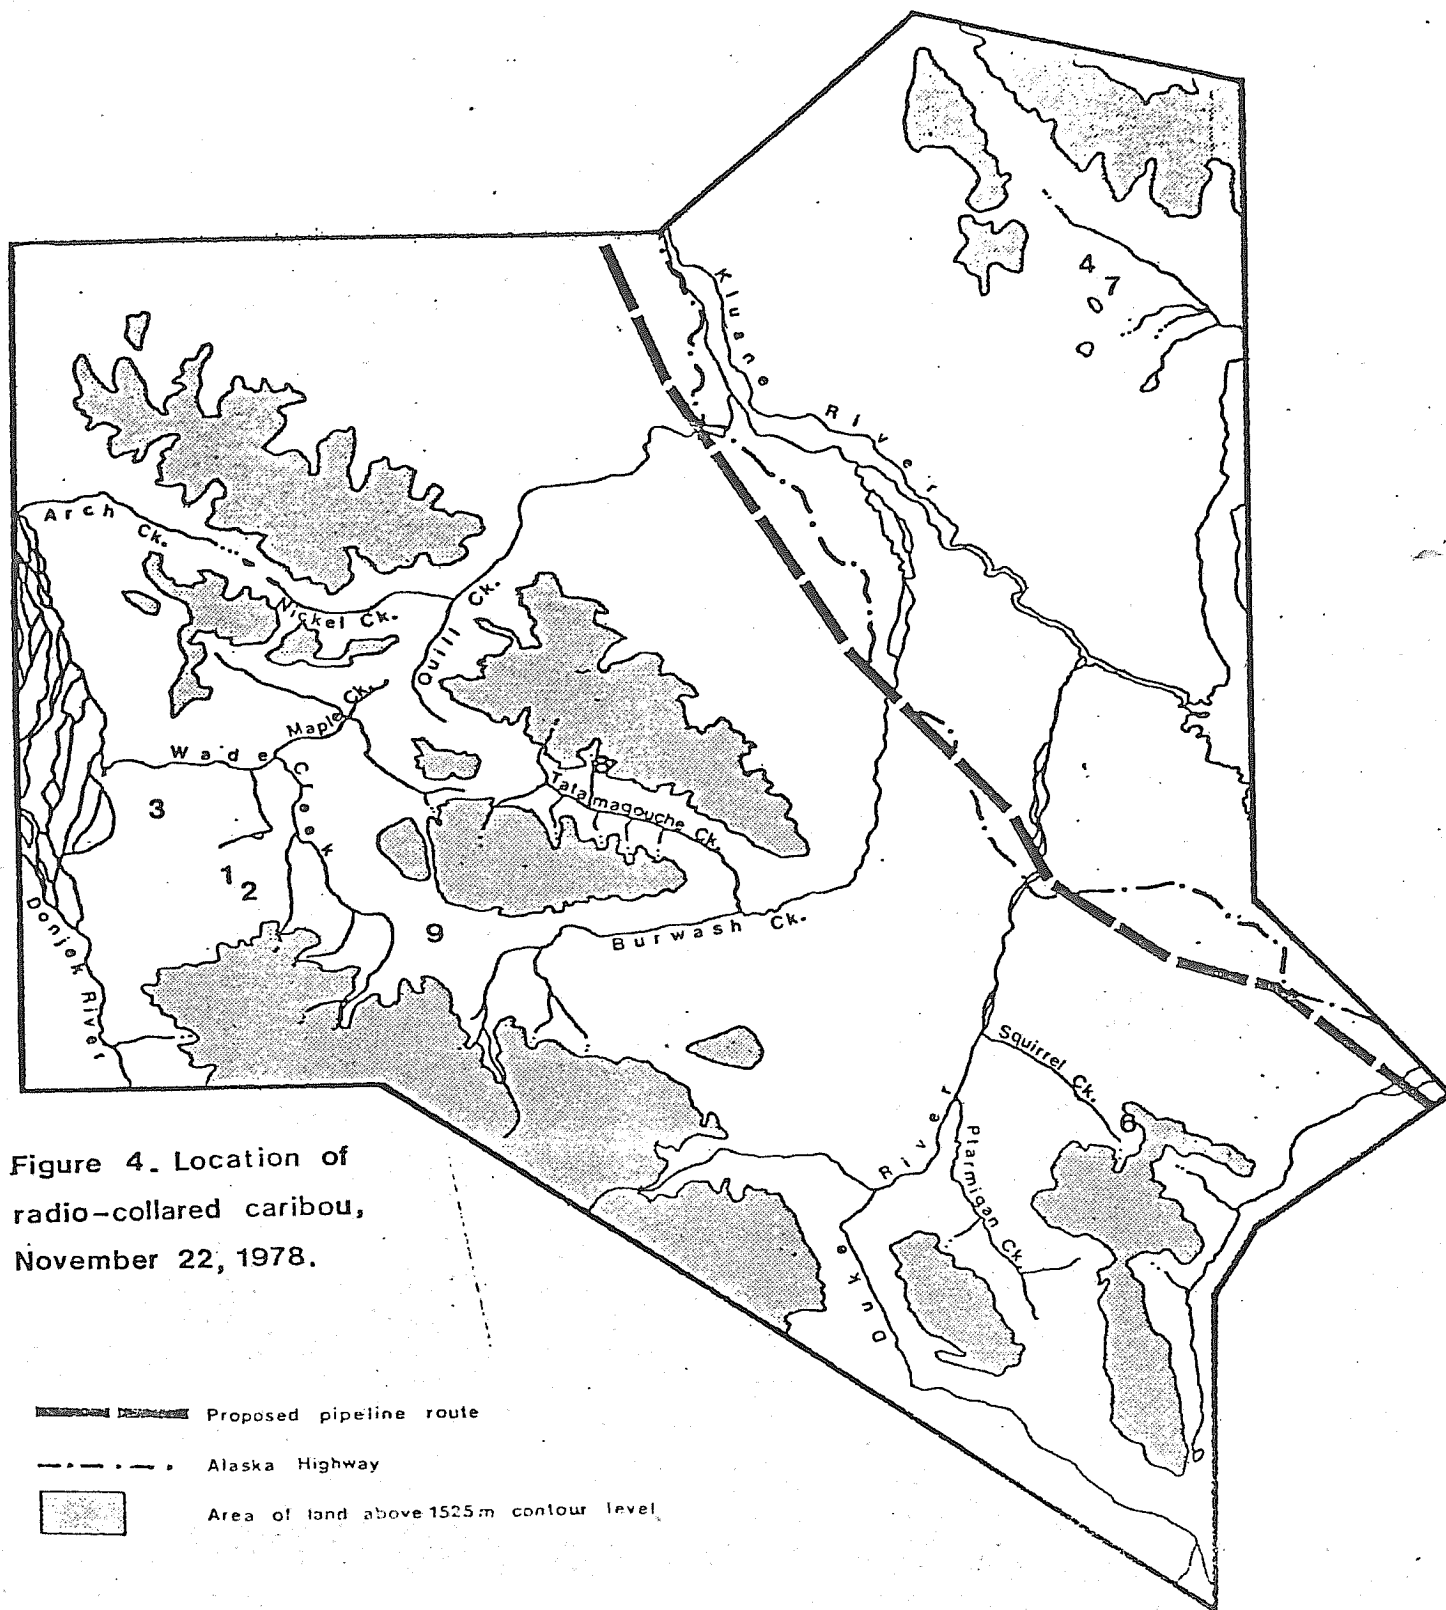 Kluane
River
4
7
Arch
Ck.
Nickel Ck.
Quill Ck.
Maple Ck.
Wade
Creek
8
Tatamagouche Ck.
3
1
2
9
Burwash Ck.
Donjek River
Squirrel Ck.
6
Ptarmigan Ck.
Duke
River
Figure 4. Location of
radio-collared caribou,
November 22, 1978.
Proposed pipeline route
Alaska Highway
Area of land above 1525m contour level